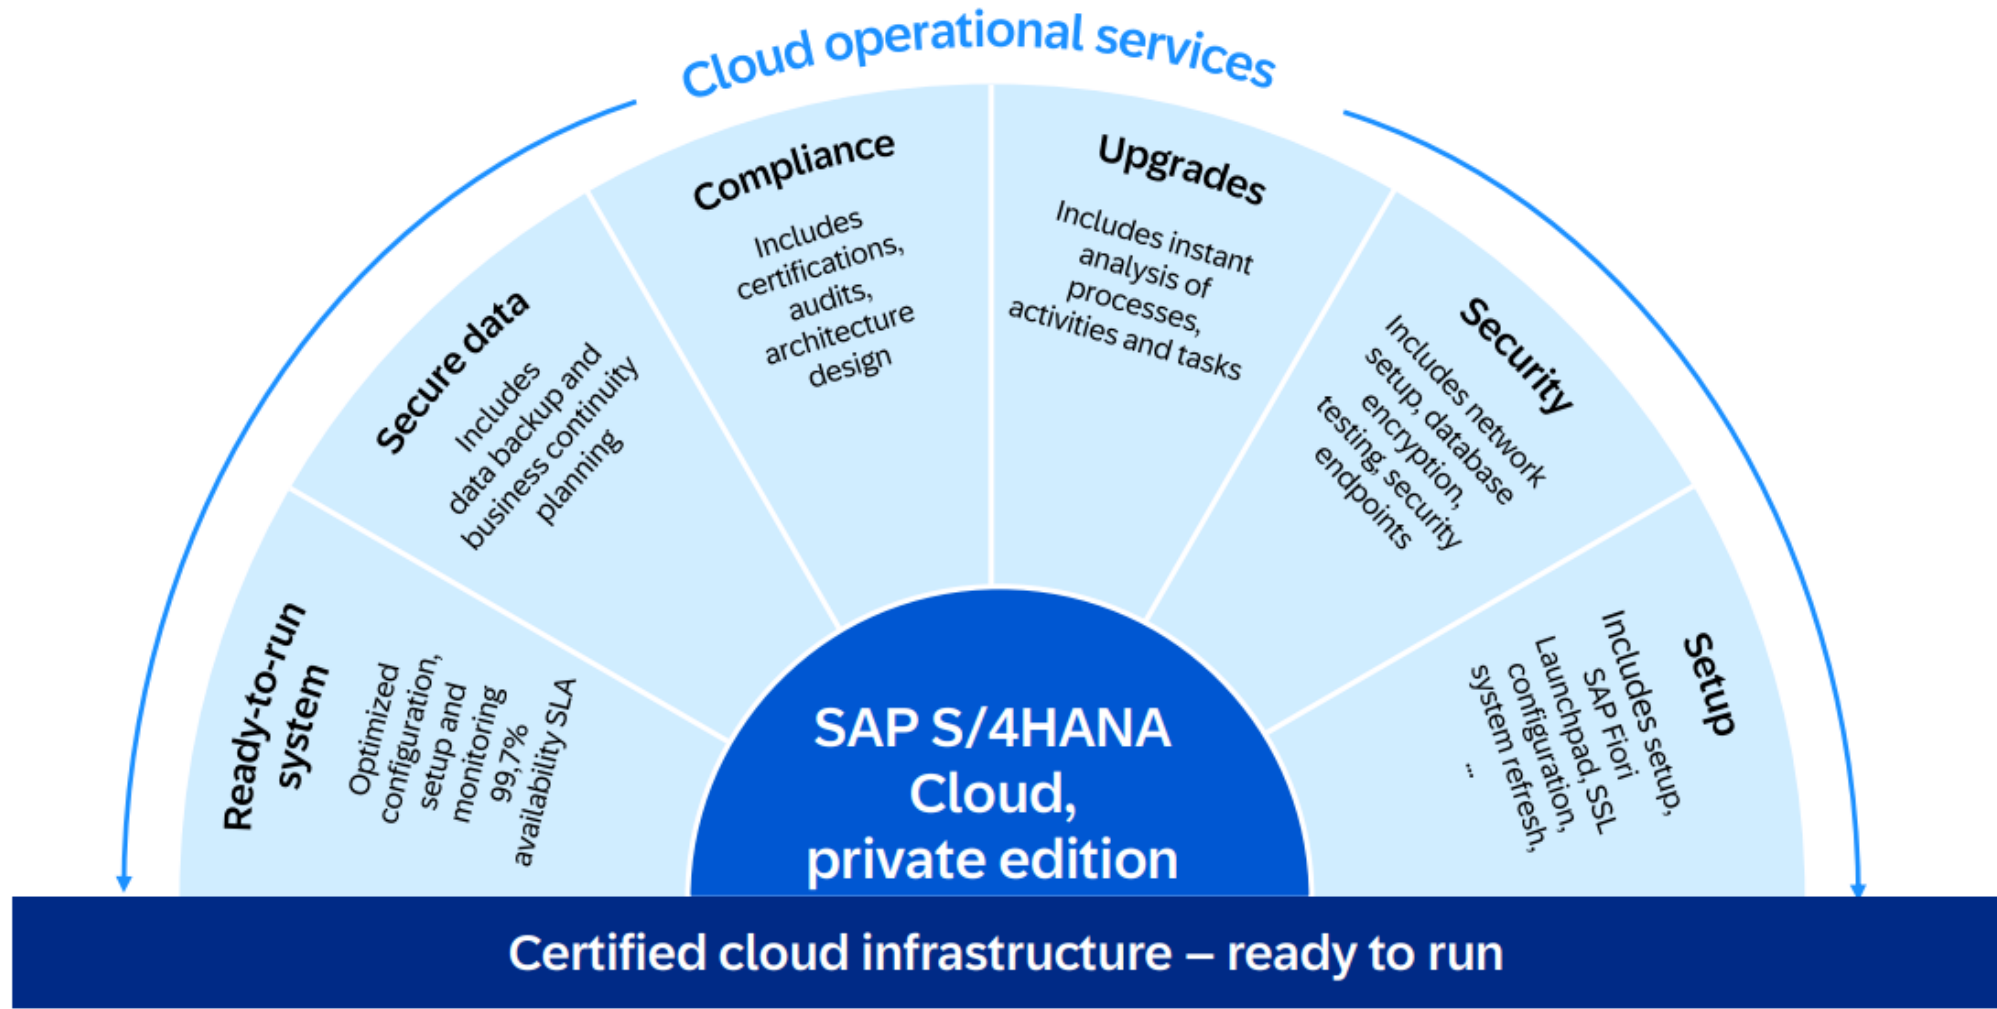 Cloud operational services
Ready-to-run
system
Optimized
configuration,
setup and
monitoring
99,7%
availability SLA
Secure data
Includes
data backup and
business continuity
planning
Compliance
Includes
certifications,
audits,
architecture
design
Upgrades
Includes instant
analysis of
processes,
activities and tasks
Security
Includes network
setup, database
encryption,
testing, security
endpoints
Setup
Includes setup,
SAP Fiori
Launchpad, SSL
configuration,
system refresh,
...
SAP S/4HANA
Cloud,
private edition
Certified cloud infrastructure – ready to run